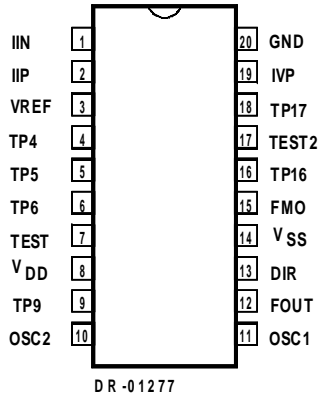 IIN 1 20 GND
IIP 2 19 IVP
VREF 3 18 TP17
TP4 4 17 TEST2
TP5 5 16 TP16
TP6 6 15 FMO
TEST 7 14 VSS
VDD 8 13 DIR
TP9 9 12 FOUT
OSC2 10 11 OSC1
DR-01277